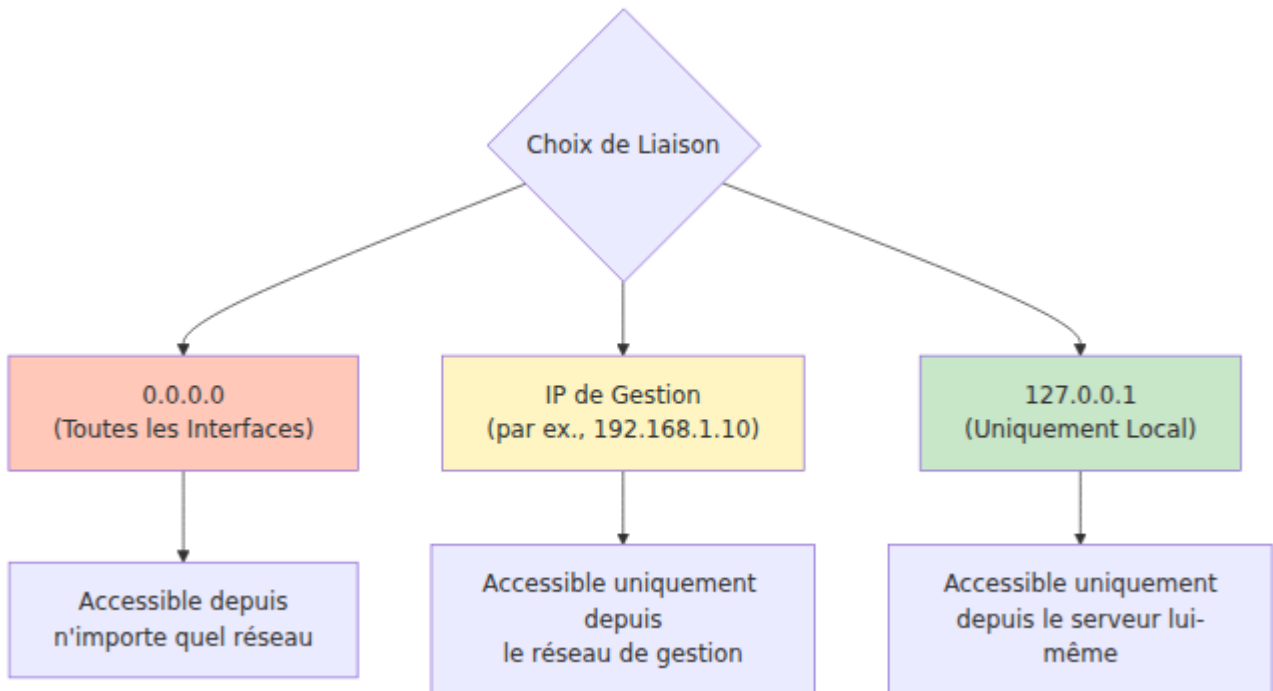 Choix de Liaison
0.0.0.0
(Toutes les Interfaces)
IP de Gestion
(par ex., 192.168.1.10)
127.0.0.1
(Uniquement Local)
Accessible depuis
n'importe quel réseau
Accessible uniquement
depuis
le réseau de gestion
Accessible uniquement
depuis le serveur lui-
même